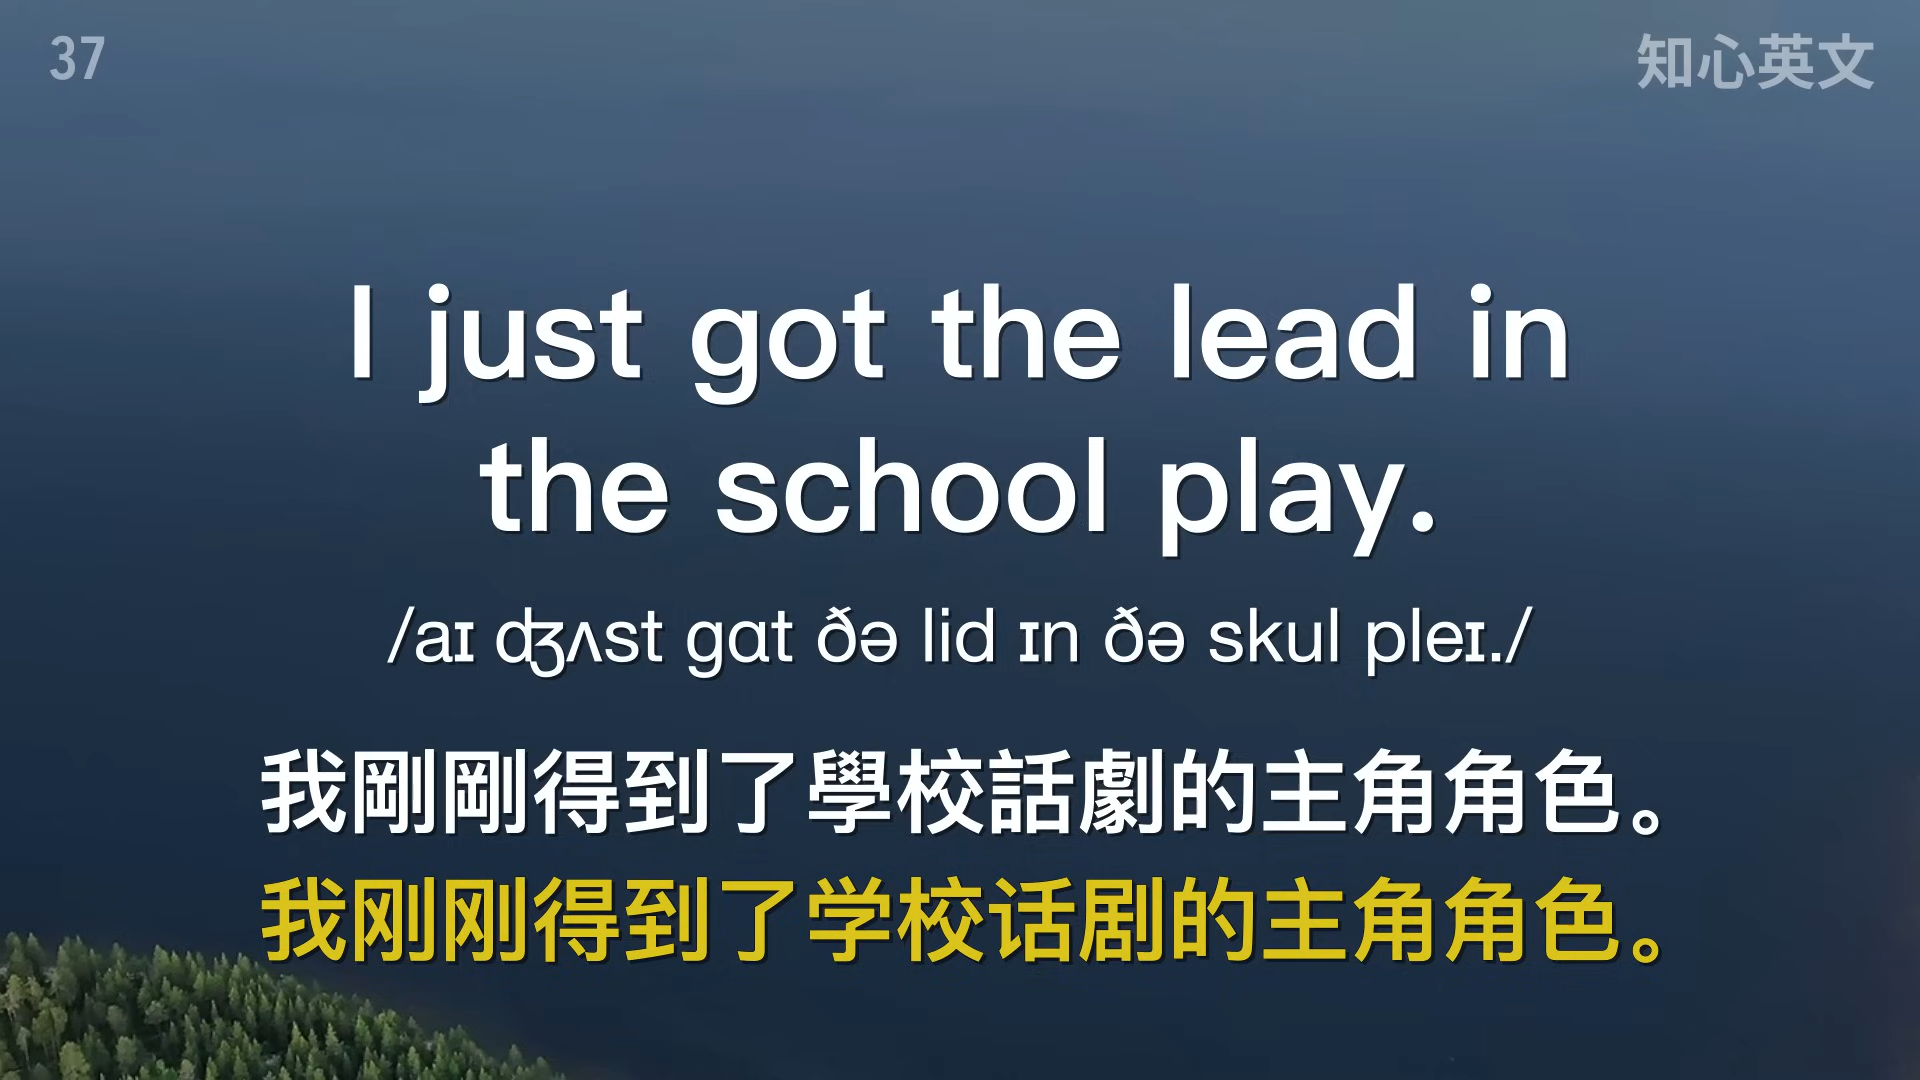 37
知心英文
I just got the lead in
the school play.
/aɪ ʤʌst gɑt ðə lid ɪn ðə skul pleɪ./
我剛剛得到了學校話劇的主角角色。
我刚刚得到了学校话剧的主角角色。